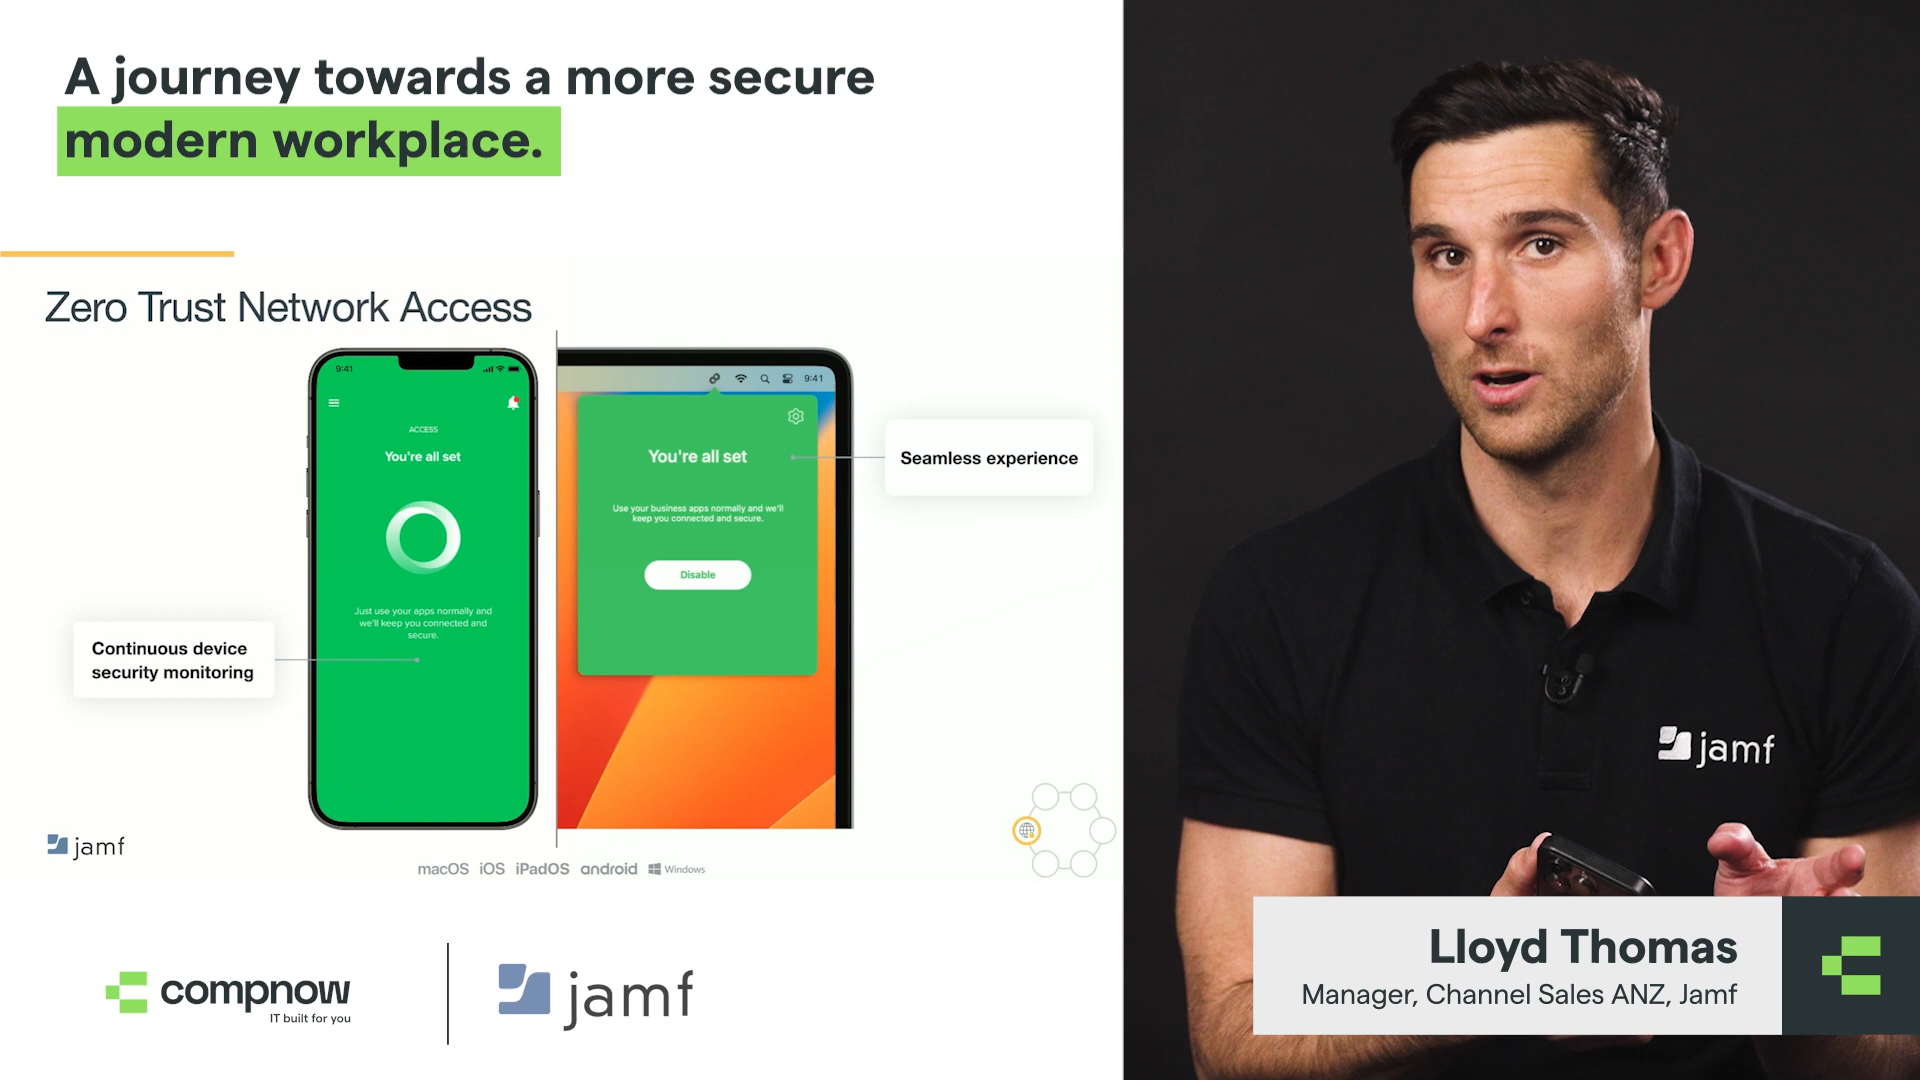 A journey towards a more secure
modern workplace.
Zero Trust Network Access
9:41
ACCESS
You're all set
Just use your apps normally and
we'll keep you connected and
secure.
Continuous device
security monitoring
9:41
You're all set
Use your business apps normally and we'll
keep you connected and secure.
Disable
Seamless experience
jamf
macOS iOS iPadOS android Windows
compnow
IT built for you
jamf
jamf
Lloyd Thomas
Manager, Channel Sales ANZ, Jamf